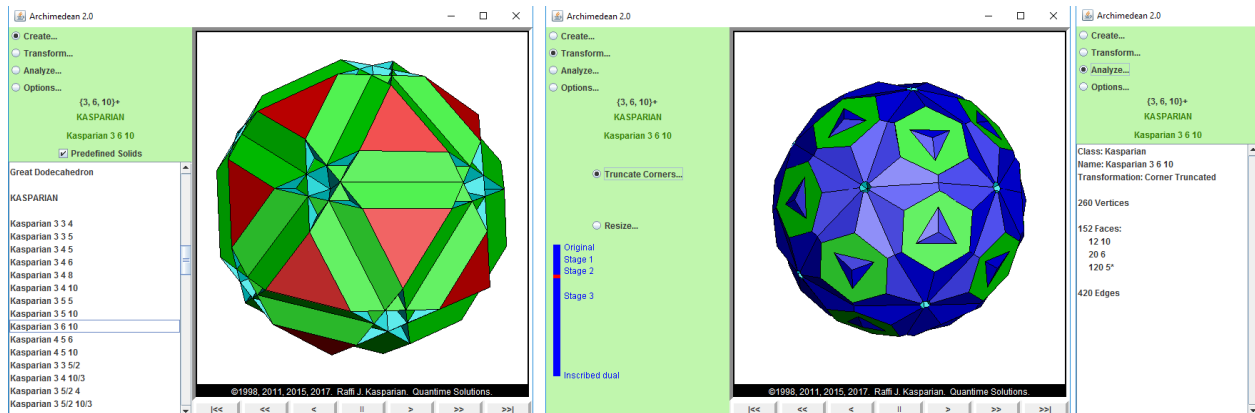 Archimedean 2.0
Create...
Transform...
Analyze...
Options...
{3, 6, 10}+
KASPARIAN
Kasparian 3 6 10
Predefined Solids
Great Dodecahedron
KASPARIAN
Kasparian 3 3 4
Kasparian 3 3 5
Kasparian 3 4 5
Kasparian 3 4 6
Kasparian 3 4 8
Kasparian 3 4 10
Kasparian 3 5 5
Kasparian 3 5 10
Kasparian 3 6 10
Kasparian 4 5 6
Kasparian 4 5 10
Kasparian 3 3 5/2
Kasparian 3 4 10/3
Kasparian 3 5/2 4
Kasparian 3 5/2 10/3
©1998, 2011, 2015, 2017. Raffi J. Kasparian. Quantime Solutions.
|<< << < II > >> >>|
Archimedean 2.0
Create...
Transform...
Analyze...
Options...
{3, 6, 10}+
KASPARIAN
Kasparian 3 6 10
Truncate Corners...
Resize...
Original
Stage 1
Stage 2
Stage 3
Inscribed dual
©1998, 2011, 2015, 2017. Raffi J. Kasparian. Quantime Solutions.
|<< << < II > >> >>|
Archimedean 2.0
Create...
Transform...
Analyze...
Options...
{3, 6, 10}+
KASPARIAN
Kasparian 3 6 10
Class: Kasparian
Name: Kasparian 3 6 10
Transformation: Corner Truncated
260 Vertices
152 Faces:
12 10
20 6
120 5*
420 Edges